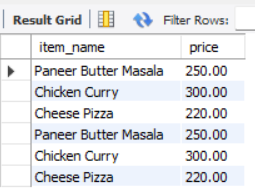 Result Grid Filter Rows:
item_name price
Paneer Butter Masala 250.00
Chicken Curry 300.00
Cheese Pizza 220.00
Paneer Butter Masala 250.00
Chicken Curry 300.00
Cheese Pizza 220.00